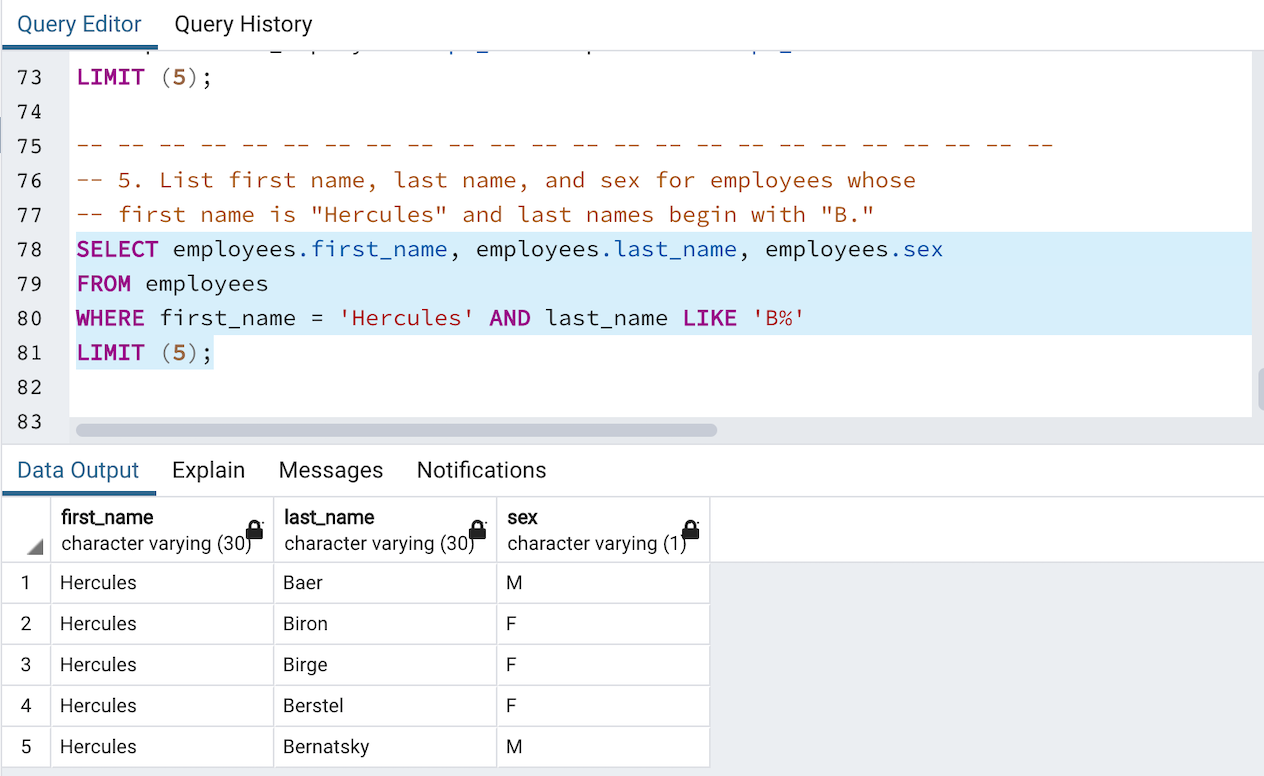 Query Editor Query History
73 LIMIT (5);
74
75 -- -- -- -- -- -- -- -- -- -- -- -- -- -- -- -- -- -- -- -- -- -- -- --
76 -- 5. List first name, last name, and sex for employees whose
77 -- first name is "Hercules" and last names begin with "B."
78 SELECT employees.first_name, employees.last_name, employees.sex
79 FROM employees
80 WHERE first_name = 'Hercules' AND last_name LIKE 'B%'
81 LIMIT (5);
82
83
Data Output Explain Messages Notifications
first_name last_name sex
character varying (30) character varying (30) character varying (1)
1 Hercules Baer M
2 Hercules Biron F
3 Hercules Birge F
4 Hercules Berstel F
5 Hercules Bernatsky M